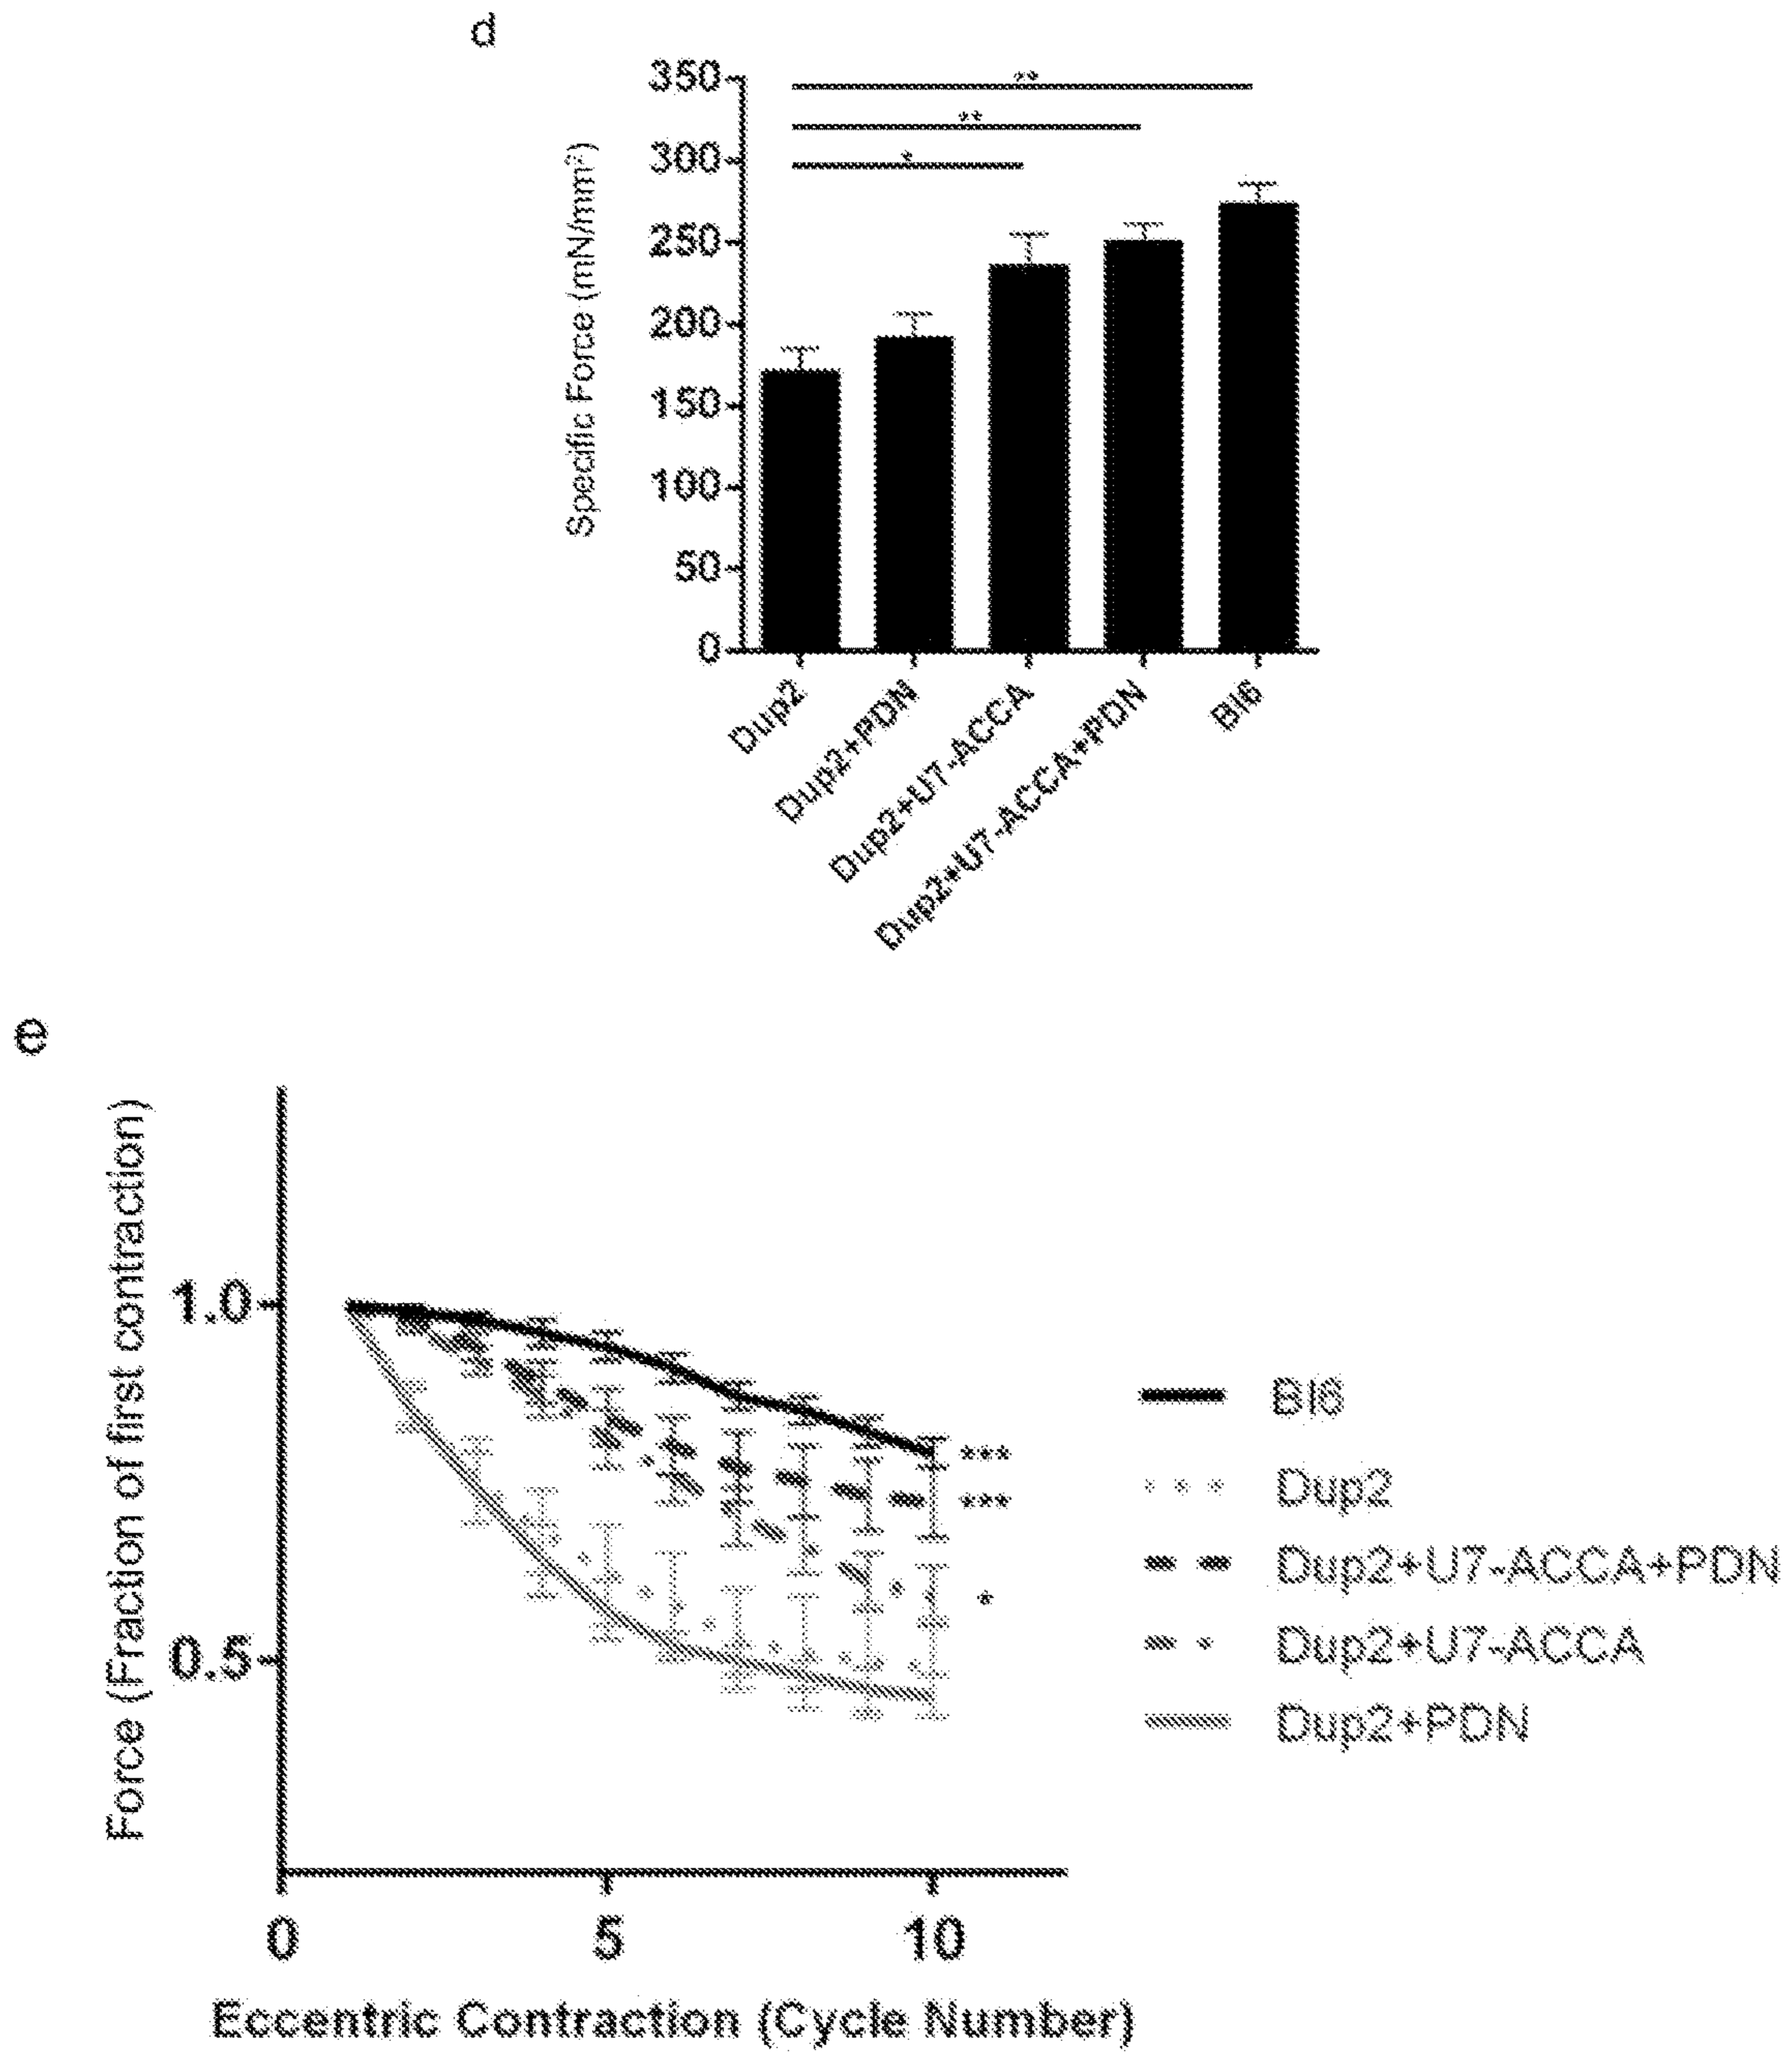 d
350
300
250
200
150
100
50
0
Specific Force (mN/mm²)
**
**
*
Dup2
Dup2+PDN
Dup2+U7-ACCA
Dup2+U7-ACCA+PDN
Bl6
e
Force (Fraction of first contraction)
1.0
0.5
***
***
*
0 5 10
Eccentric Contraction (Cycle Number)
Bl6
Dup2
Dup2+U7-ACCA+PDN
Dup2+U7-ACCA
Dup2+PDN